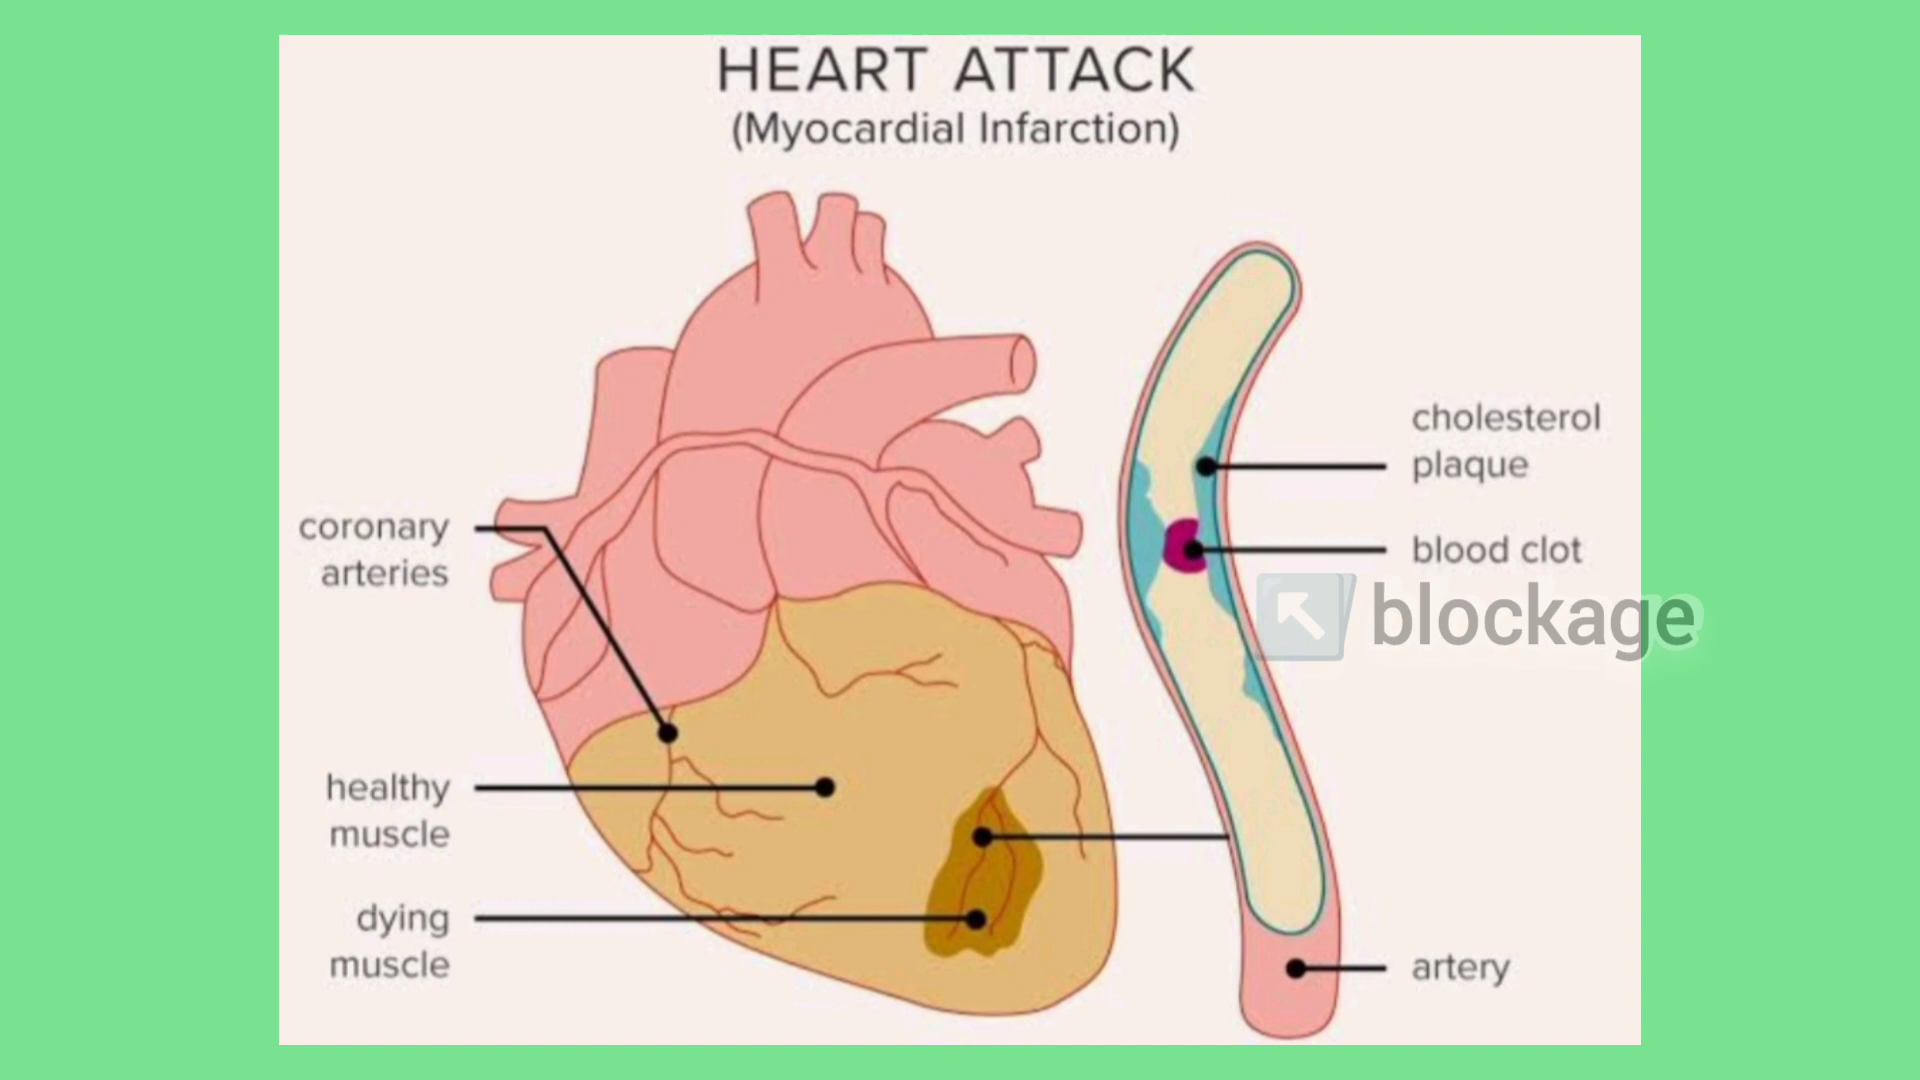 HEART ATTACK
(Myocardial Infarction)
coronary
arteries
healthy
muscle
dying
muscle
cholesterol
plaque
blood clot
blockage
artery